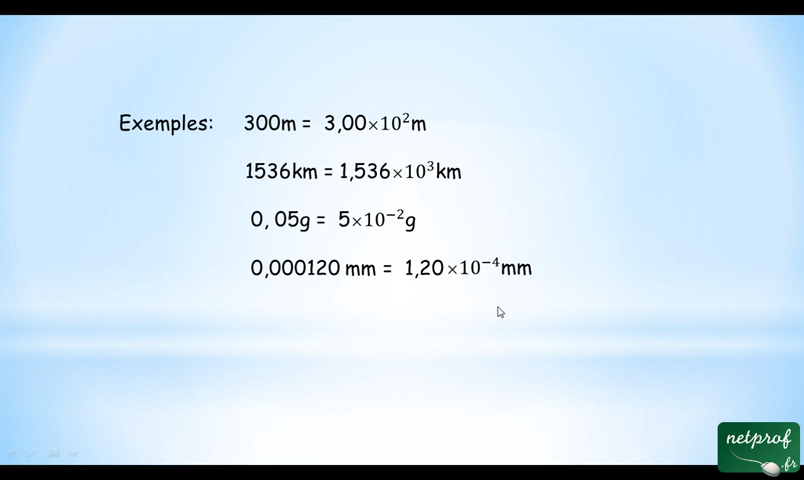 Exemples: 300m = 3,00×10²m
1536km = 1,536×10³km
0, 05g = 5×10⁻²g
0,000120 mm = 1,20 ×10⁻⁴mm
netprof
.fr